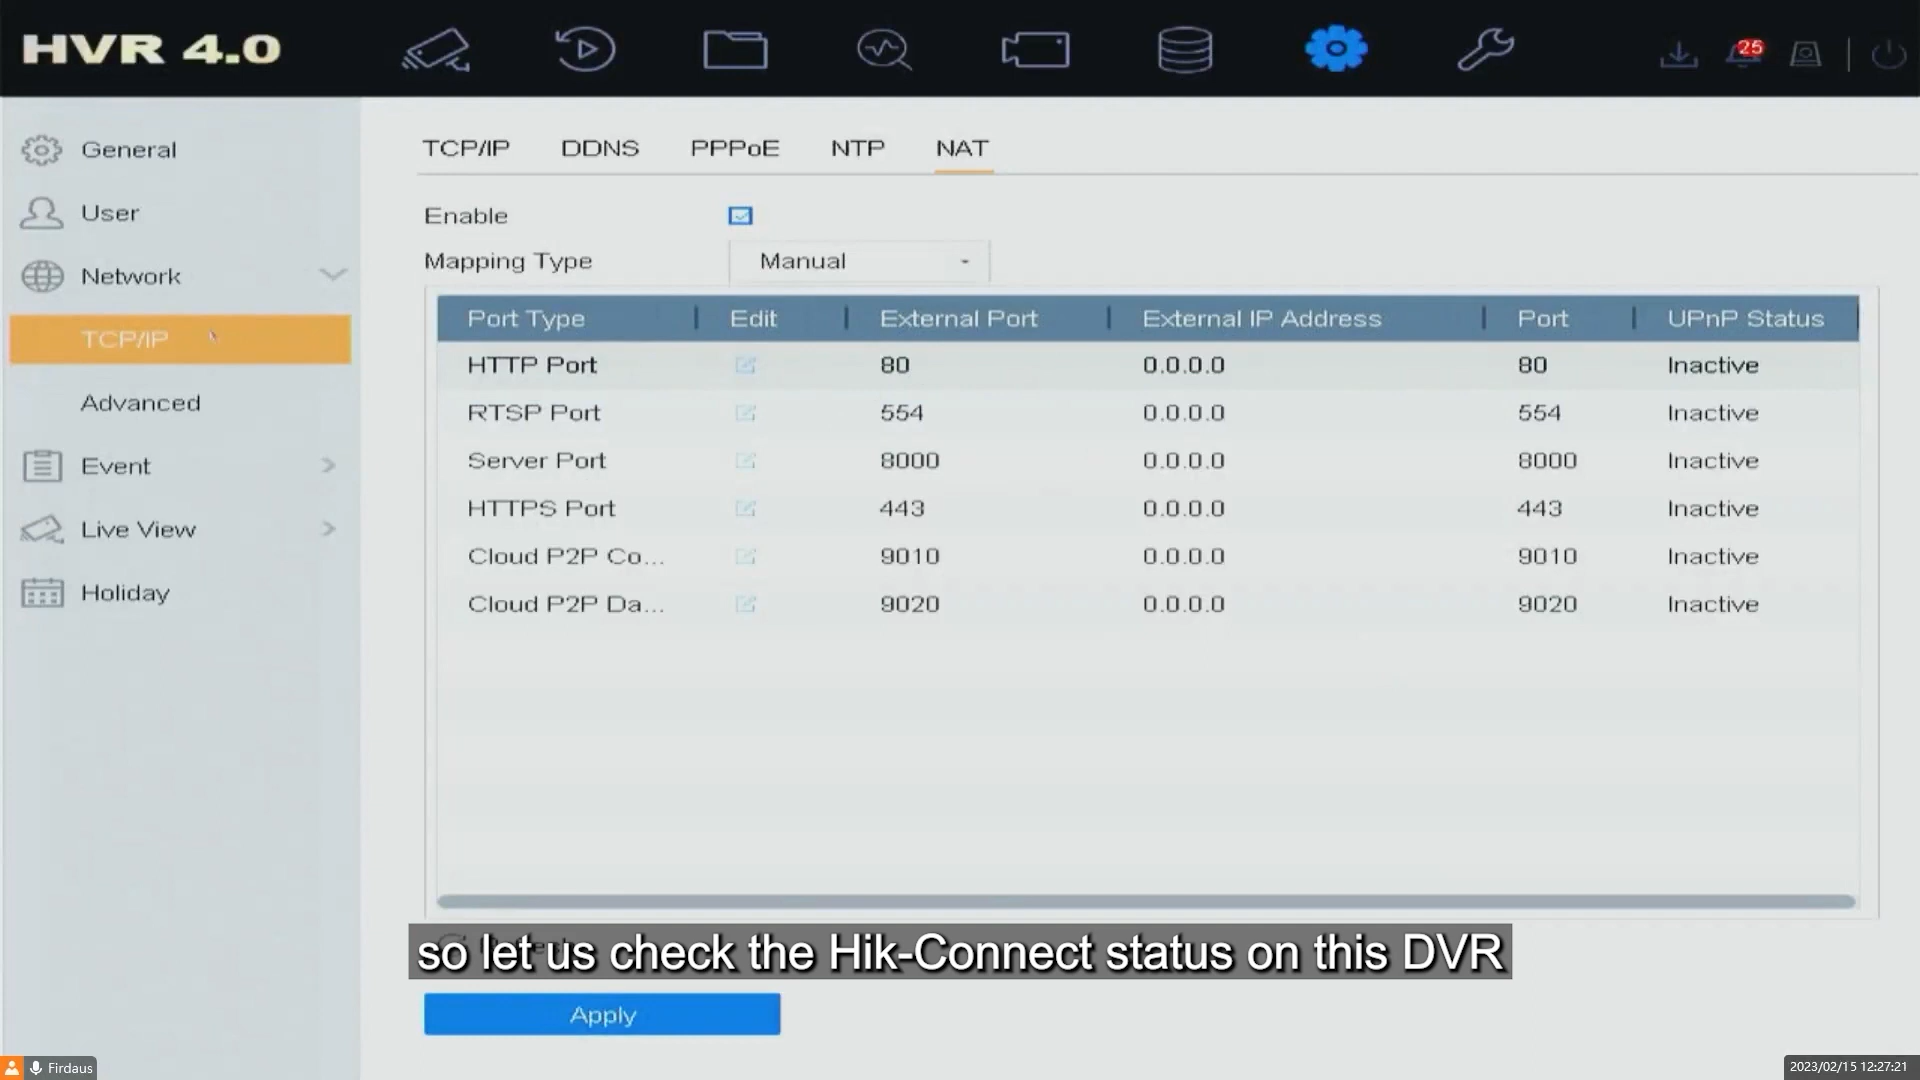 HVR 4.0
25
General
User
Network
TCP/IP
Advanced
Event
Live View
Holiday
TCP/IP DDNS PPPoE NTP NAT
Enable
Mapping Type Manual
Port Type Edit External Port External IP Address Port UPnP Status
HTTP Port 80 0.0.0.0 80 Inactive
RTSP Port 554 0.0.0.0 554 Inactive
Server Port 8000 0.0.0.0 8000 Inactive
HTTPS Port 443 0.0.0.0 443 Inactive
Cloud P2P Co... 9010 0.0.0.0 9010 Inactive
Cloud P2P Da... 9020 0.0.0.0 9020 Inactive
so let us check the Hik-Connect status on this DVR
Apply
Firdaus
2023/02/15 12:27:21